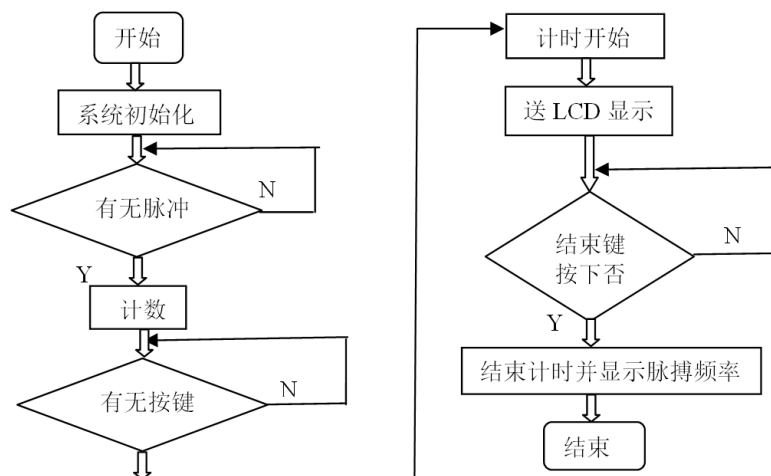 开始
系统初始化
有无脉冲
N
Y
计数
有无按键
N
计时开始
送 LCD 显示
结束键
按下否
N
Y
结束计时并显示脉搏频率
结束